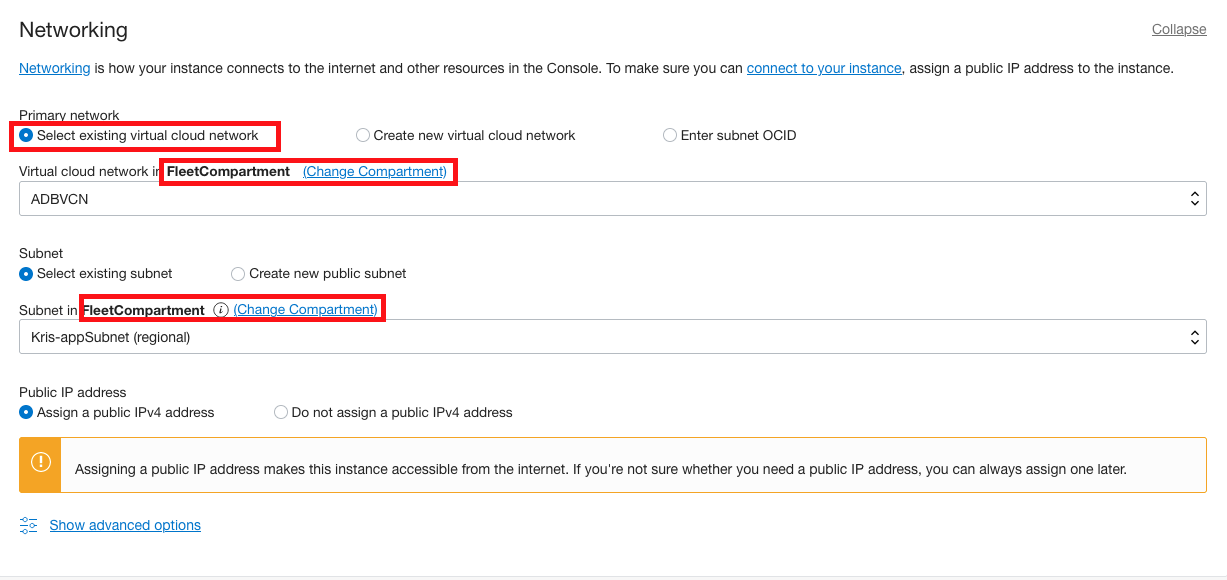 Networking
Collapse
Networking is how your instance connects to the internet and other resources in the Console. To make sure you can connect to your instance, assign a public IP address to the instance.
Primary network
Select existing virtual cloud network
Create new virtual cloud network
Enter subnet OCID
Virtual cloud network in FleetCompartment (Change Compartment)
ADBVCN
Subnet
Select existing subnet
Create new public subnet
Subnet in FleetCompartment i (Change Compartment)
Kris-appSubnet (regional)
Public IP address
Assign a public IPv4 address
Do not assign a public IPv4 address
! Assigning a public IP address makes this instance accessible from the internet. If you're not sure whether you need a public IP address, you can always assign one later.
Show advanced options